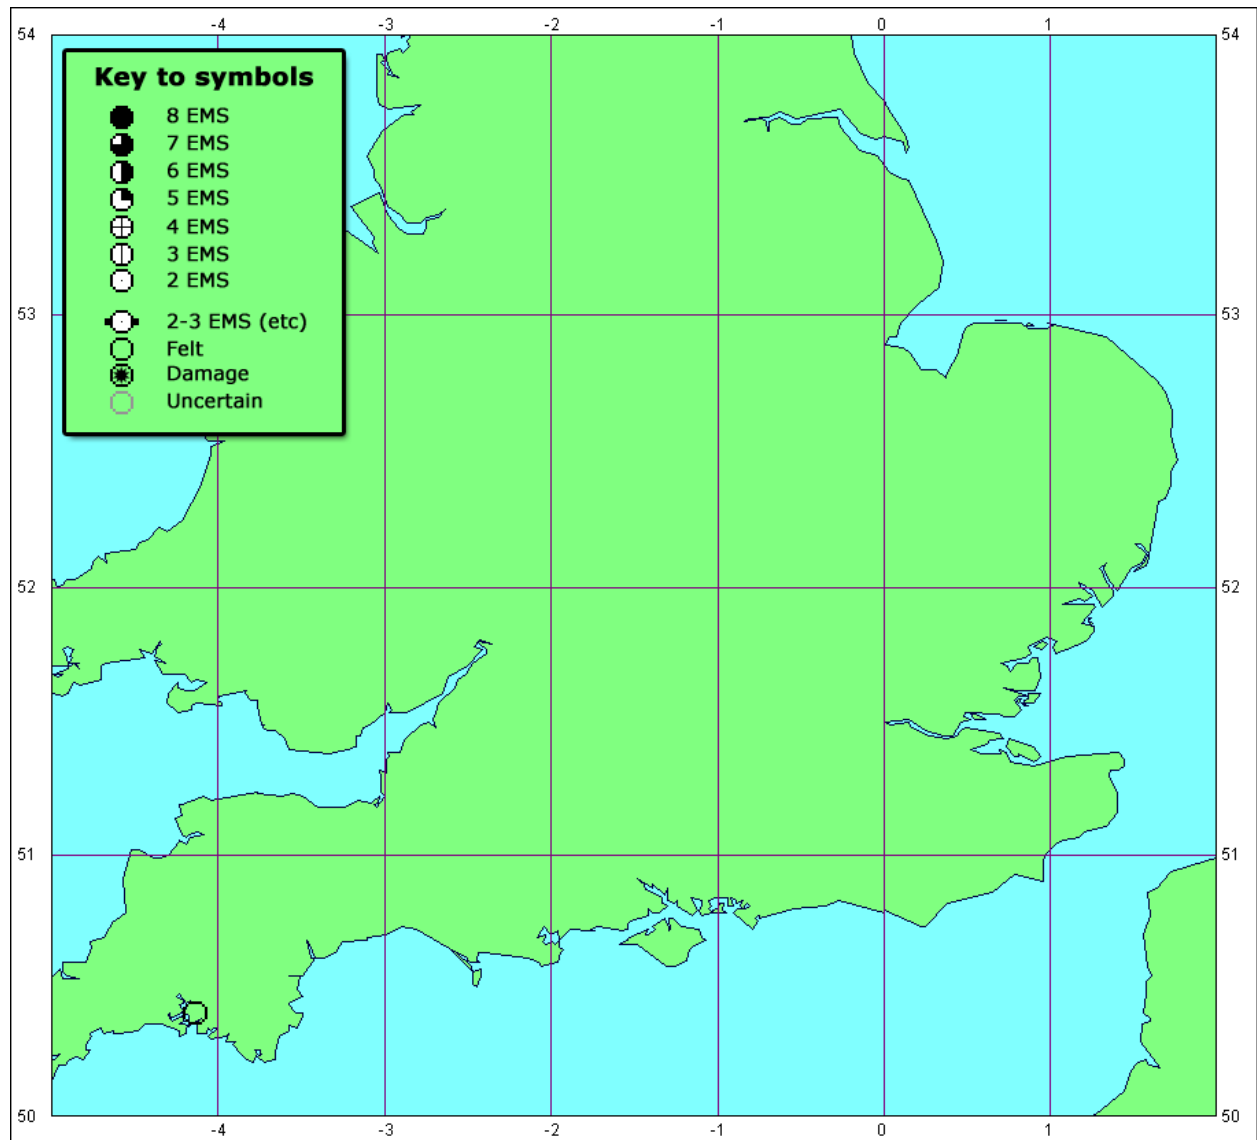 -4 -3 -2 -1 0 1
54 54
Key to symbols
8 EMS
7 EMS
6 EMS
5 EMS
4 EMS
3 EMS
2 EMS
2-3 EMS (etc)
Felt
Damage
Uncertain
53 53
52 52
51 51
50 50
-4 -3 -2 -1 0 1